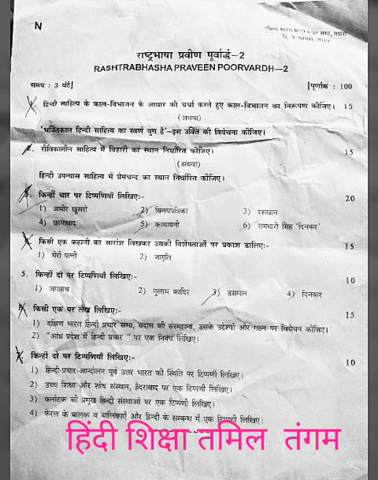 N
राष्ट्रभाषा प्रवीण पूर्वार्द्ध-2
RASHTRABHASHA PRAVEEN POORVARDH-2
समय : 3 घंटे] [पूर्णांक : 100
हिन्दी साहित्य के काल-विभाजन के आधार की चर्चा करते हुए काल-विभाजन का निरूपण कीजिए। 15
(अथवा)
'भक्तिकाल हिन्दी साहित्य का स्वर्ण युग है'-इस उक्ति की विवेचना कीजिए।
रीतिकालीन साहित्य में बिहारी का स्थान निर्धारित कीजिए। 15
(अथवा)
हिन्दी उपन्यास साहित्य में प्रेमचन्द का स्थान निर्धारित कीजिए।
किन्हीं चार पर टिप्पणियाँ लिखिए:- 20
1) अमीर खुसरो 2) विनयपत्रिका 3) रसखान
4) छायावाद 5) कामायनी 6) रामधारी सिंह 'दिनकर'
किसी एक कहानी का सारांश लिखकर उसकी विशेषताओं पर प्रकाश डालिए:- 15
1) मेरी पत्नी 2) जागृति
5. किन्हीं दो पर टिप्पणियाँ लिखिए:- 10
1) जगन्नाथ 2) गुलाम कादिर 3) उसमान 4) दिनकर
किसी एक पर लेख लिखिए:- 15
1) दक्षिण भारत हिन्दी प्रचार सभा, मद्रास की संस्थाओं, उसके उद्देश्यों और गठन पर विवेचन कीजिए।
2) "आंध्र प्रदेश में हिन्दी प्रचार" पर एक निबंध लिखिए।
किन्हीं दो पर टिप्पणियाँ लिखिए:- 10
1) हिन्दी-प्रचार-आन्दोलन पूर्व उत्तर भारत की स्थिति पर टिप्पणी लिखिए।
2) उच्च शिक्षा और शोध संस्थान, हैदराबाद पर एक टिप्पणी लिखिए।
3) कर्नाटक की प्रमुख हिन्दी संस्थाओं पर एक टिप्पणी लिखिए।
4) केरल के बालक व बालिकाएँ और हिन्दी के सम्बन्ध में एक टिप्पणी लिखिए।
हिंदी शिक्षा तमिल तंगम